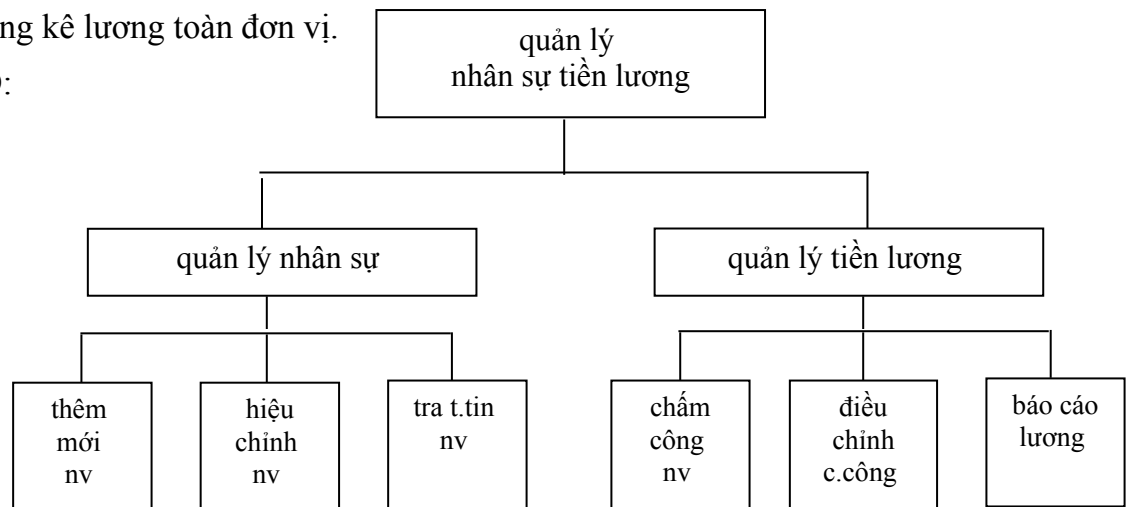 ng kê lương toàn đơn vị.
:
quản lý
nhân sự tiền lương
quản lý nhân sự
quản lý tiền lương
thêm
mới
nv
hiệu
chỉnh
nv
tra t.tin
nv
chấm
công
nv
điều
chỉnh
c.công
báo cáo
lương